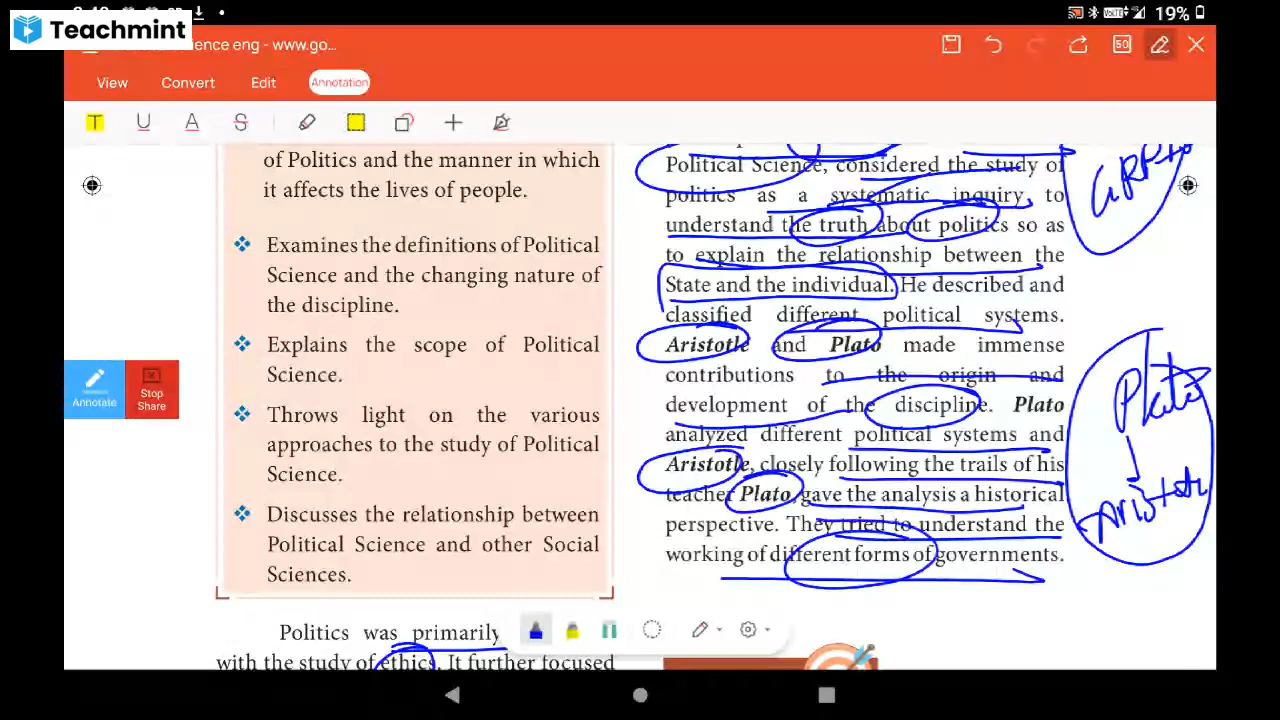 Teachmint
19%
ience eng - www.go...
50
View Convert Edit Annotation
T U A S
of Politics and the manner in which
it affects the lives of people.
Examines the definitions of Political
Science and the changing nature of
the discipline.
Explains the scope of Political
Science.
Throws light on the various
approaches to the study of Political
Science.
Discusses the relationship between
Political Science and other Social
Sciences.
Politics was primarily
with the study of ethics. It further focused
Annotate
Stop
Share
Political Science, considered the study of
politics as a systematic inquiry to
understand the truth about politics so as
to explain the relationship between the
State and the individual. He described and
classified different political systems.
Aristotle and Plato made immense
contributions to the origin and
development of the discipline. Plato
analyzed different political systems and
Aristotle, closely following the trails of his
teacher Plato, gave the analysis a historical
perspective. They tried to understand the
working of different forms of governments.
Plato